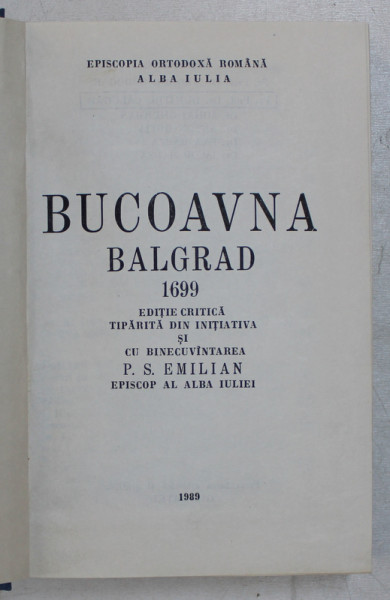 EPISCOPIA ORTODOXĂ ROMÂNĂ
ALBA IULIA
BUCOAVNA
BALGRAD
1699
EDIȚIE CRITICĂ
TIPĂRITĂ DIN INIȚIATIVA
ȘI
CU BINECUVÎNTAREA
P. S. EMILIAN
EPISCOP AL ALBA IULIEI
1989